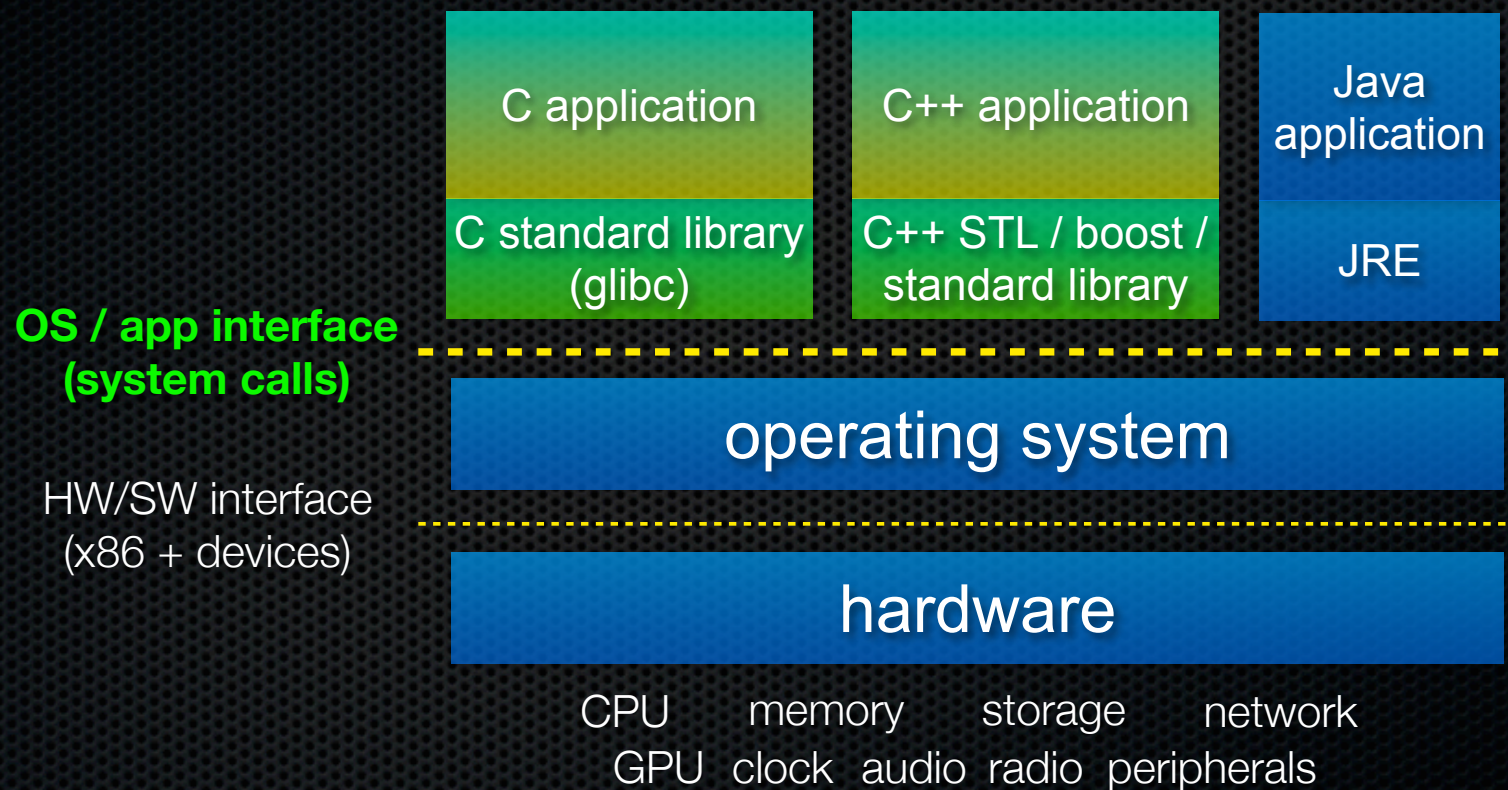 C application
C++ application
Java
application
C standard library
(glibc)
C++ STL / boost /
standard library
JRE
OS / app interface
(system calls)
operating system
HW/SW interface
(x86 + devices)
hardware
CPU memory storage network
GPU clock audio radio peripherals